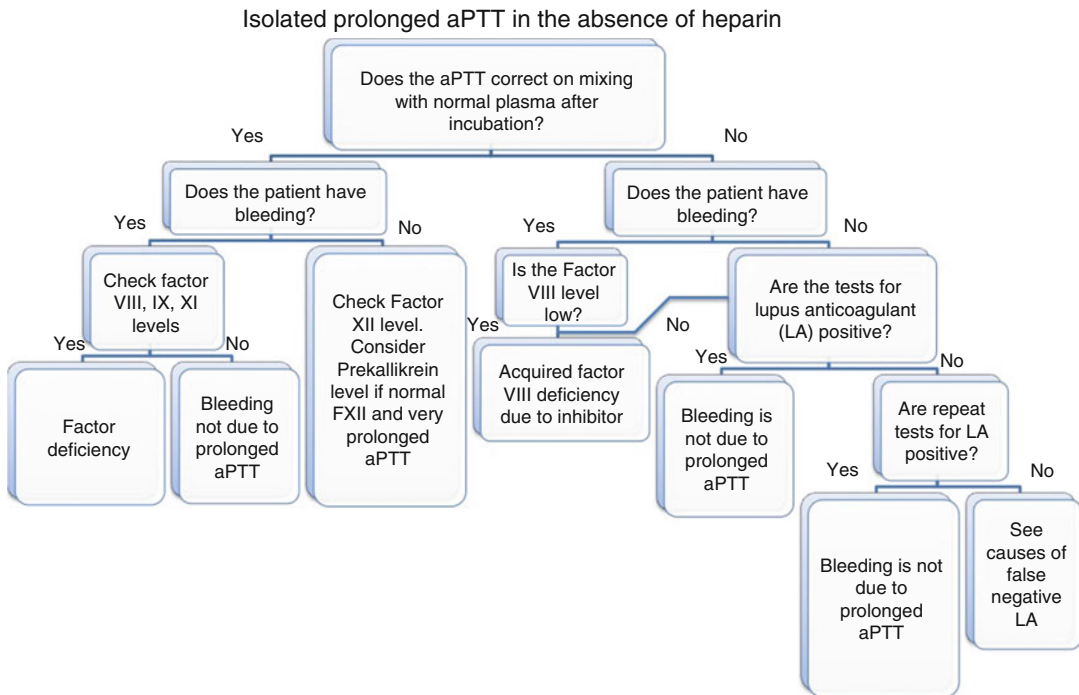 Isolated prolonged aPTT in the absence of heparin
Does the aPTT correct on mixing
with normal plasma after
incubation?
Yes
No
Does the patient have
bleeding?
Does the patient have
bleeding?
Yes
No
Yes
No
Check factor
VIII, IX, XI
levels
Check Factor
XII level.
Consider
Prekallikrein
level if normal
FXII and very
prolonged
aPTT
Is the Factor
VIII level
low?
Are the tests for
lupus anticoagulant
(LA) positive?
Yes
No
Yes
No
Yes
No
Factor
deficiency
Bleeding
not due to
prolonged
aPTT
Acquired factor
VIII deficiency
due to inhibitor
Bleeding is
not due to
prolonged
aPTT
Are repeat
tests for LA
positive?
Yes
No
Bleeding is not
due to
prolonged
aPTT
See
causes of
false
negative
LA